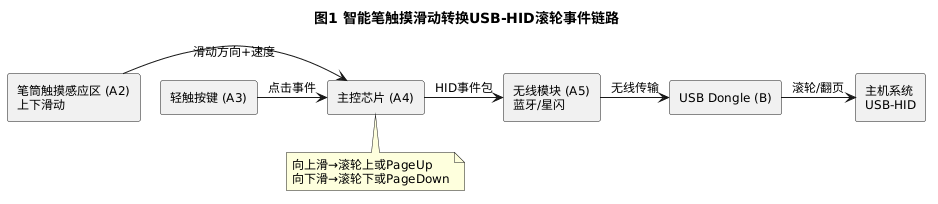 图1 智能笔触摸滑动转换USB-HID滚轮事件链路
滑动方向+速度
笔筒触摸感应区 (A2)
上下滑动
轻触按键 (A3)
点击事件
主控芯片 (A4)
HID事件包
无线模块 (A5)
蓝牙/星闪
无线传输
USB Dongle (B)
滚轮/翻页
主机系统
USB-HID
向上滑→滚轮上或PageUp
向下滑→滚轮下或PageDown